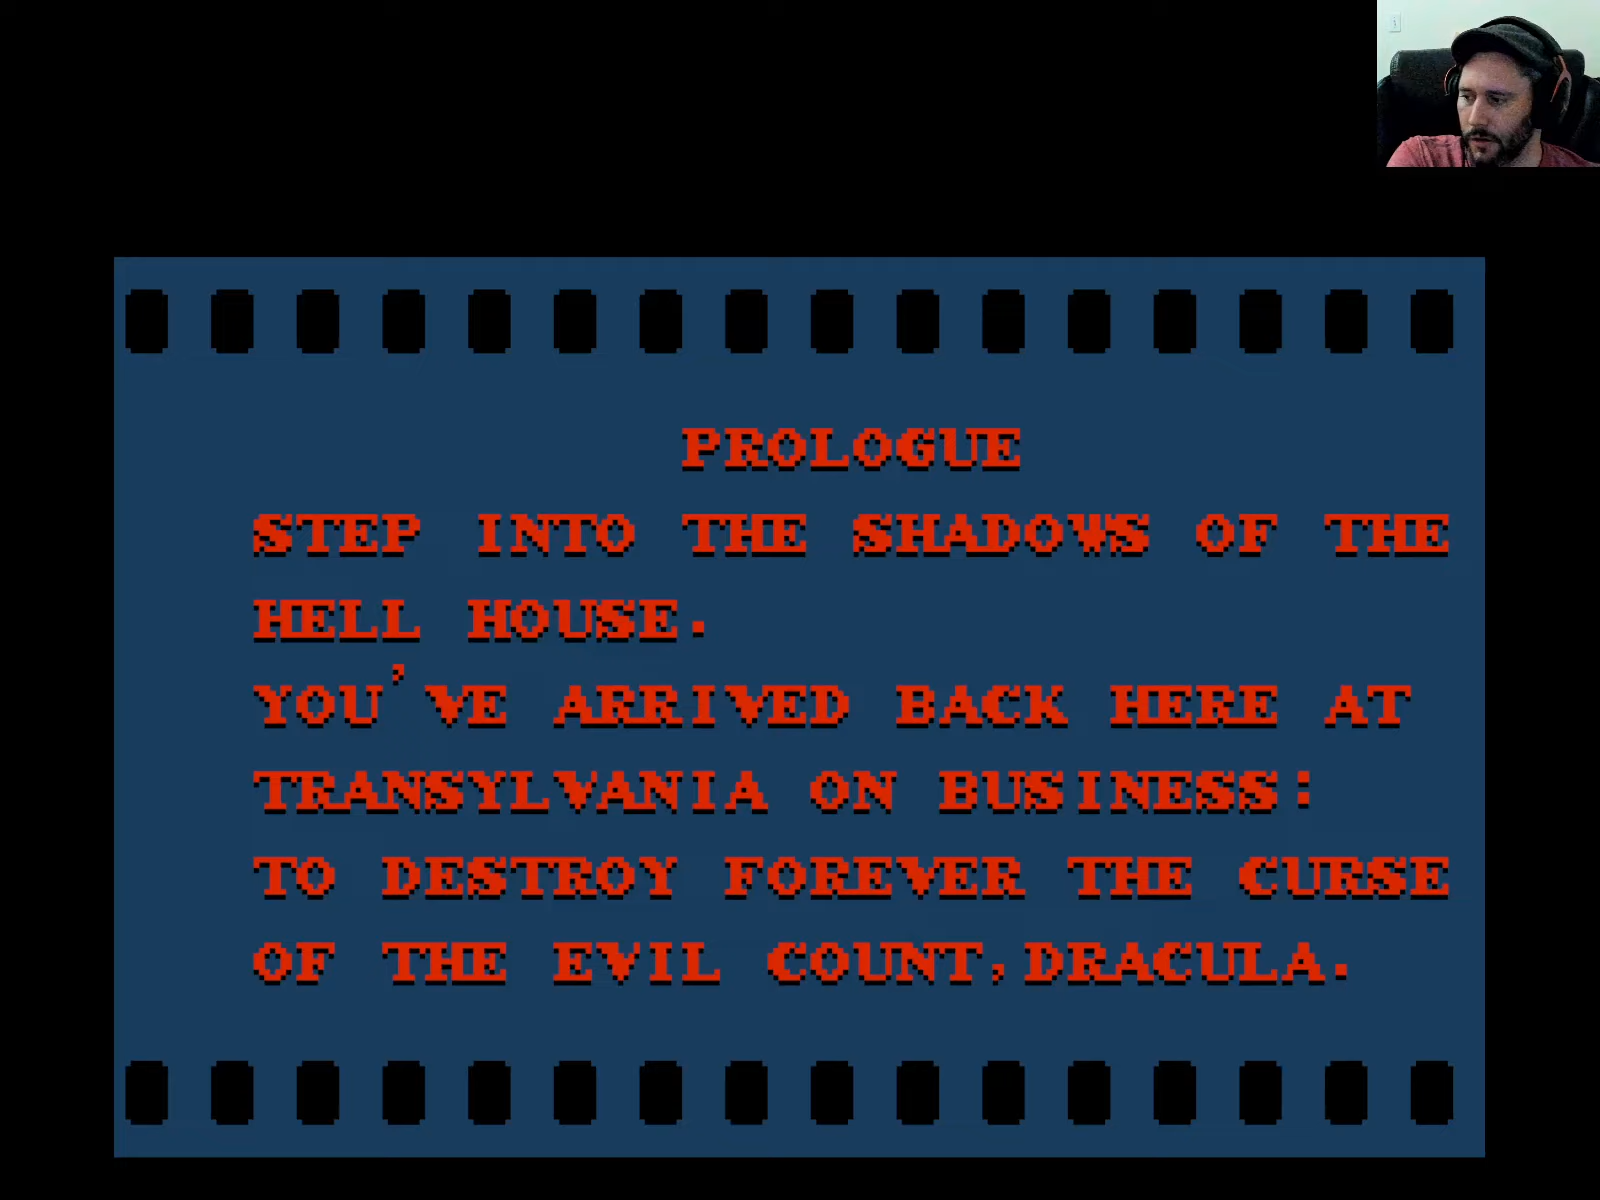 PROLOGUE
STEP INTO THE SHADOWS OF THE
HELL HOUSE.
YOU'VE ARRIVED BACK HERE AT
TRANSYLVANIA ON BUSINESS:
TO DESTROY FOREVER THE CURSE
OF THE EVIL COUNT,DRACULA.